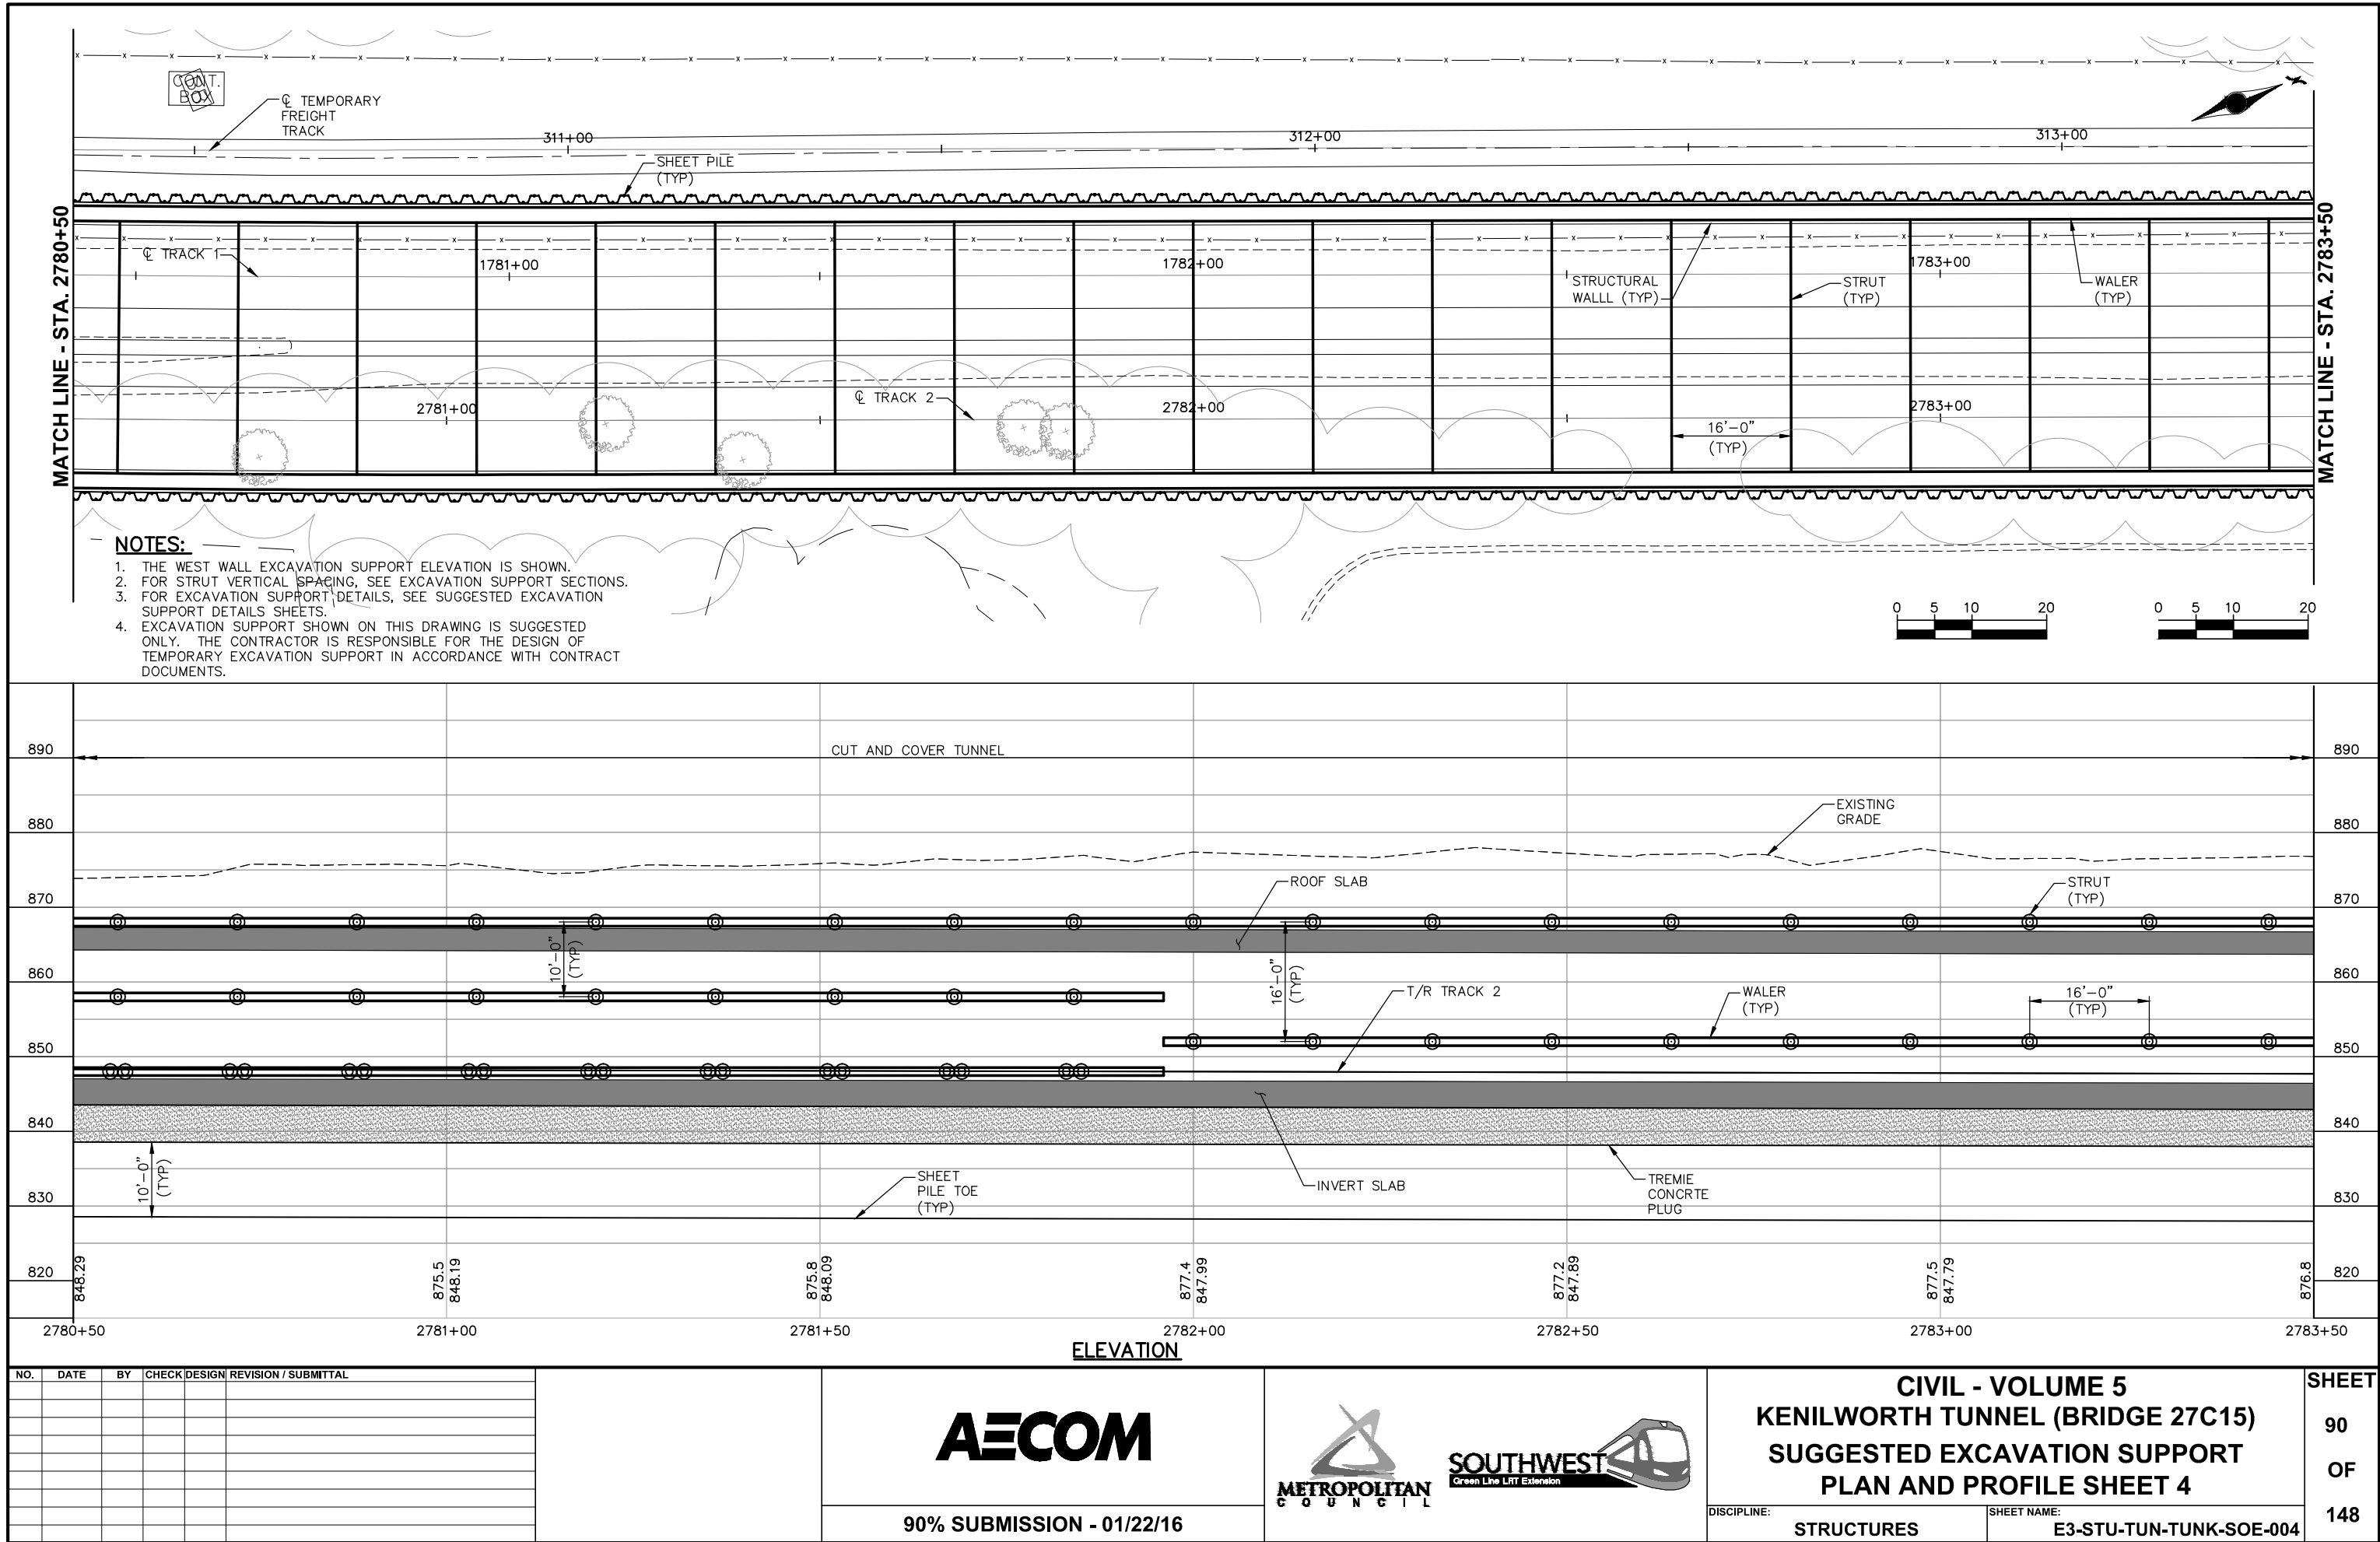 CONT.
BOX
℄ TEMPORARY
FREIGHT
TRACK
311+00
312+00
313+00
SHEET PILE
(TYP)
MATCH LINE - STA. 2780+50
MATCH LINE - STA. 2783+50
℄ TRACK 1
1781+00
1782+00
1783+00
STRUCTURAL
WALLL (TYP)
STRUT
(TYP)
WALER
(TYP)
℄ TRACK 2
2781+00
2782+00
2783+00
16'-0"
(TYP)
NOTES:
1. THE WEST WALL EXCAVATION SUPPORT ELEVATION IS SHOWN.
2. FOR STRUT VERTICAL SPACING, SEE EXCAVATION SUPPORT SECTIONS.
3. FOR EXCAVATION SUPPORT DETAILS, SEE SUGGESTED EXCAVATION
SUPPORT DETAILS SHEETS.
4. EXCAVATION SUPPORT SHOWN ON THIS DRAWING IS SUGGESTED
ONLY. THE CONTRACTOR IS RESPONSIBLE FOR THE DESIGN OF
TEMPORARY EXCAVATION SUPPORT IN ACCORDANCE WITH CONTRACT
DOCUMENTS.
0 5 10 20
0 5 10 20
890
CUT AND COVER TUNNEL
890
EXISTING
GRADE
880
880
870
ROOF SLAB
STRUT
(TYP)
870
10'-0"
(TYP)
16'-0"
(TYP)
860
860
T/R TRACK 2
WALER
(TYP)
16'-0"
(TYP)
850
850
840
840
10'-0"
(TYP)
SHEET
PILE TOE
(TYP)
INVERT SLAB
TREMIE
CONCRTE
PLUG
830
830
820
820
848.29
875.5
848.19
875.8
848.09
877.4
847.99
877.2
847.89
877.5
847.79
876.8
2780+50
2781+00
2781+50
2782+00
2782+50
2783+00
2783+50
ELEVATION
NO. DATE BY CHECK DESIGN REVISION / SUBMITTAL
AECOM
90% SUBMISSION - 01/22/16
METROPOLITAN
COUNCIL
SOUTHWEST
Green Line LRT Extension
CIVIL - VOLUME 5
KENILWORTH TUNNEL (BRIDGE 27C15)
SUGGESTED EXCAVATION SUPPORT
PLAN AND PROFILE SHEET 4
DISCIPLINE:
STRUCTURES
SHEET NAME:
E3-STU-TUN-TUNK-SOE-004
SHEET
90
OF
148